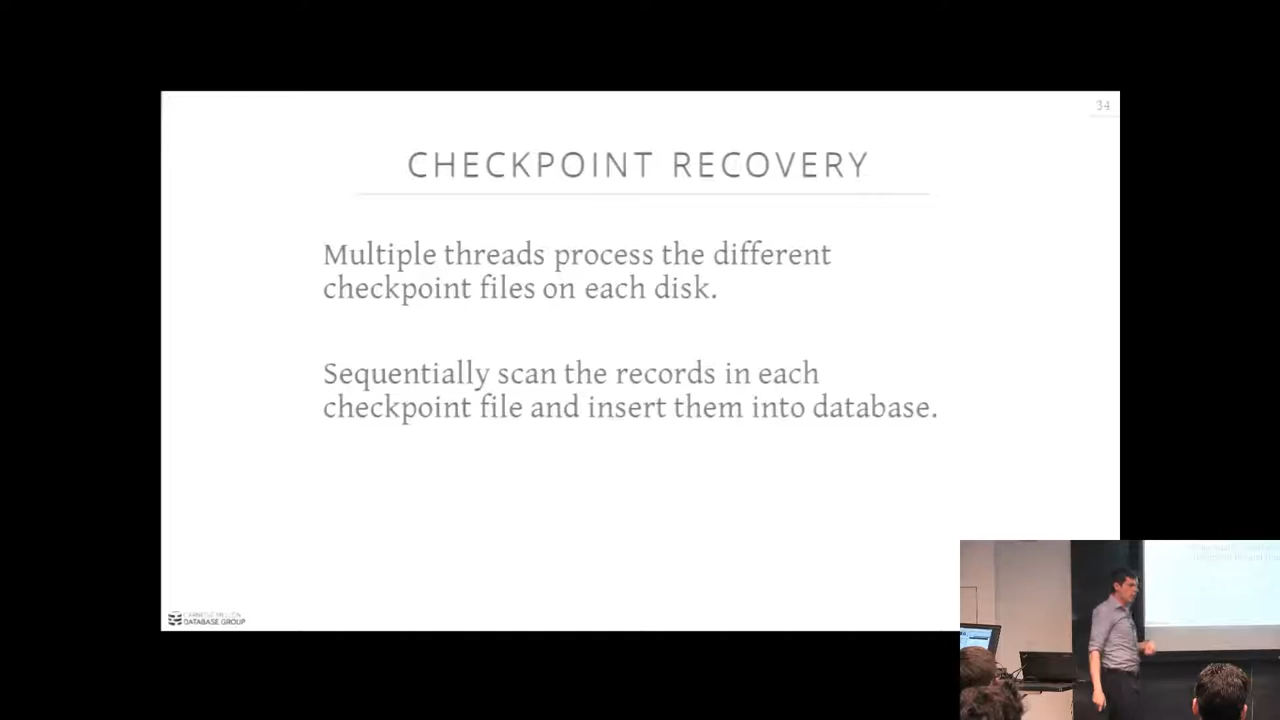 34
CHECKPOINT RECOVERY
Multiple threads process the different
checkpoint files on each disk.
Sequentially scan the records in each
checkpoint file and insert them into database.
CARNEGIE MELLON
DATABASE GROUP